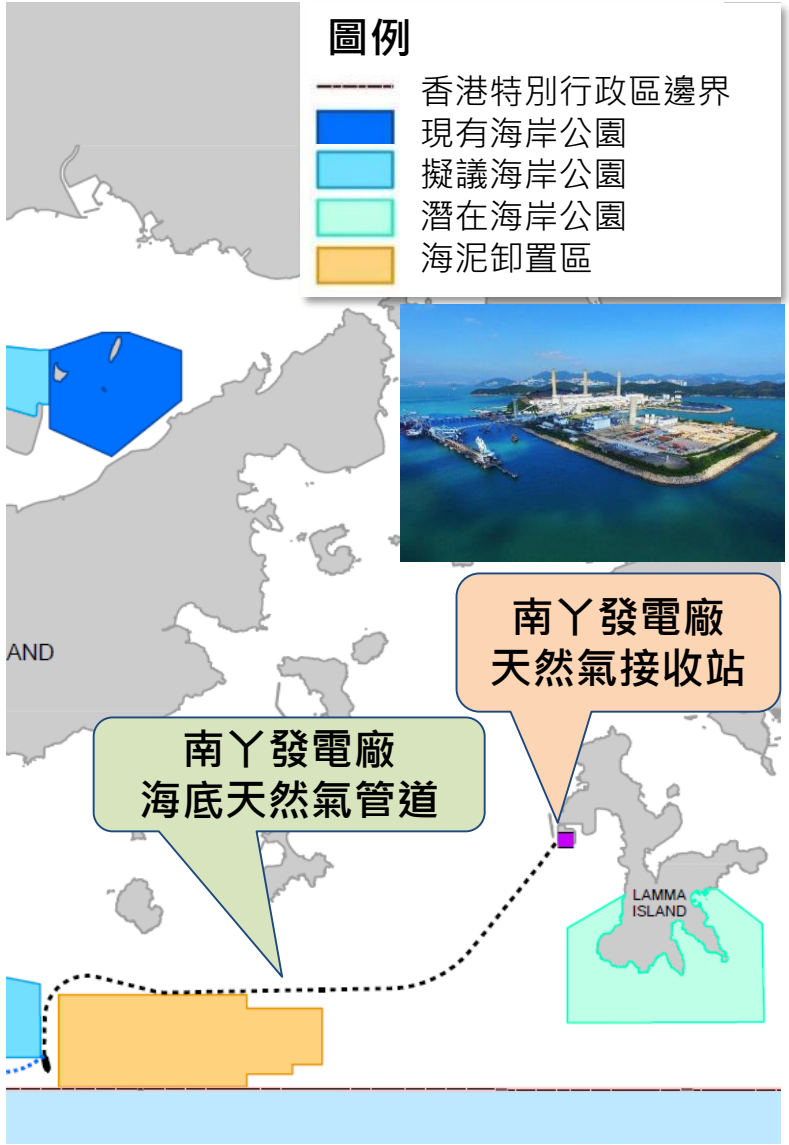 圖例
香港特別行政區邊界
現有海岸公園
擬議海岸公園
潛在海岸公園
海泥卸置區
南丫發電廠
天然氣接收站
AND
南丫發電廠
海底天然氣管道
LAMMA
ISLAND